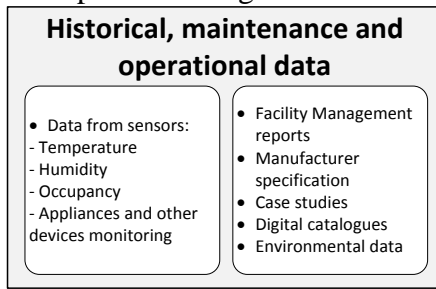 Historical, maintenance and
operational data
• Data from sensors:
- Temperature
- Humidity
- Occupancy
- Appliances and other
devices monitoring
• Facility Management
reports
• Manufacturer
specification
• Case studies
• Digital catalogues
• Environmental data